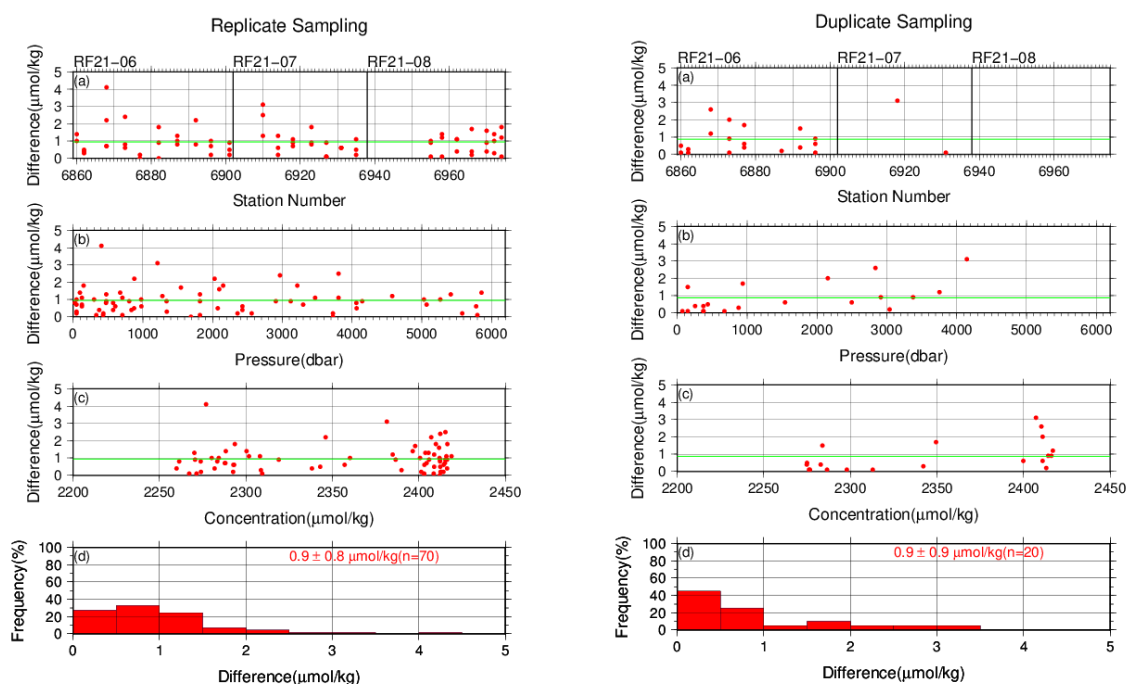 Replicate Sampling
RF21-06 RF21-07 RF21-08
(a)
Difference(μmol/kg)
5
4
3
2
1
0
6860 6880 6900 6920 6940 6960
Station Number
(b)
Difference(μmol/kg)
5
4
3
2
1
0
0 1000 2000 3000 4000 5000 6000
Pressure(dbar)
(c)
Difference(μmol/kg)
5
4
3
2
1
0
2200 2250 2300 2350 2400 2450
Concentration(μmol/kg)
(d)
0.9 ± 0.8 μmol/kg(n=70)
Frequency(%)
100
80
60
40
20
0
0 1 2 3 4 5
Difference(μmol/kg)
Duplicate Sampling
RF21-06 RF21-07 RF21-08
(a)
Difference(μmol/kg)
5
4
3
2
1
0
6860 6880 6900 6920 6940 6960
Station Number
(b)
Difference(μmol/kg)
5
4
3
2
1
0
0 1000 2000 3000 4000 5000 6000
Pressure(dbar)
(c)
Difference(μmol/kg)
5
4
3
2
1
0
2200 2250 2300 2350 2400 2450
Concentration(μmol/kg)
(d)
0.9 ± 0.9 μmol/kg(n=20)
Frequency(%)
100
80
60
40
20
0
0 1 2 3 4 5
Difference(μmol/kg)